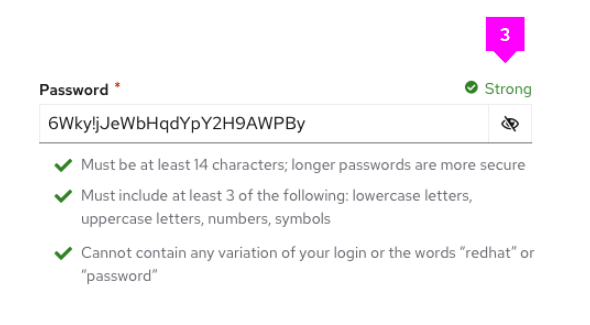 3
Password *
Strong
6Wky!jJeWbHqdYpY2H9AWPBy
Must be at least 14 characters; longer passwords are more secure
Must include at least 3 of the following: lowercase letters,
uppercase letters, numbers, symbols
Cannot contain any variation of your login or the words “redhat” or
“password”